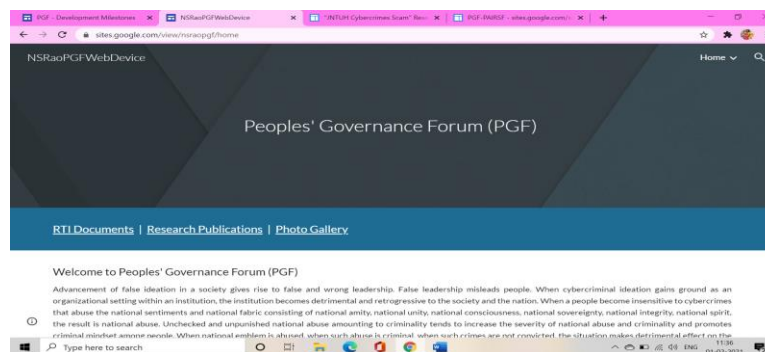 PGF - Development Milestones
NSRaoPGFWebDevice
"JNTUH Cybercrimes Scam"
PGF-PAIRSF - sites.google.com/
sites.google.com/view/nsraopgf/home
NSRaoPGFWebDevice
Home
Peoples' Governance Forum (PGF)
RTI Documents | Research Publications | Photo Gallery
Welcome to Peoples' Governance Forum (PGF)
Advancement of false ideation in a society gives rise to false and wrong leadership. False leadership misleads people. When cybercriminal ideation gains ground as an
organizational setting within an institution, the institution becomes detrimental and retrogressive to the society and the nation. When a people become insensitive to cybercrimes
that abuse the national sentiments and national fabric consisting of national amity, national unity, national consciousness, national sovereignty, national integrity, national spirit,
the result is national abuse. Unchecked and unpunished national abuse amounting to criminality tends to increase the severity of national abuse and criminality and promotes
criminal mindset among people. When national emblem is abused, when such abuse is criminal, when such crimes are not convicted, the situation makes detrimental effect on the
Type here to search
ENG
11:36
01-03-2021